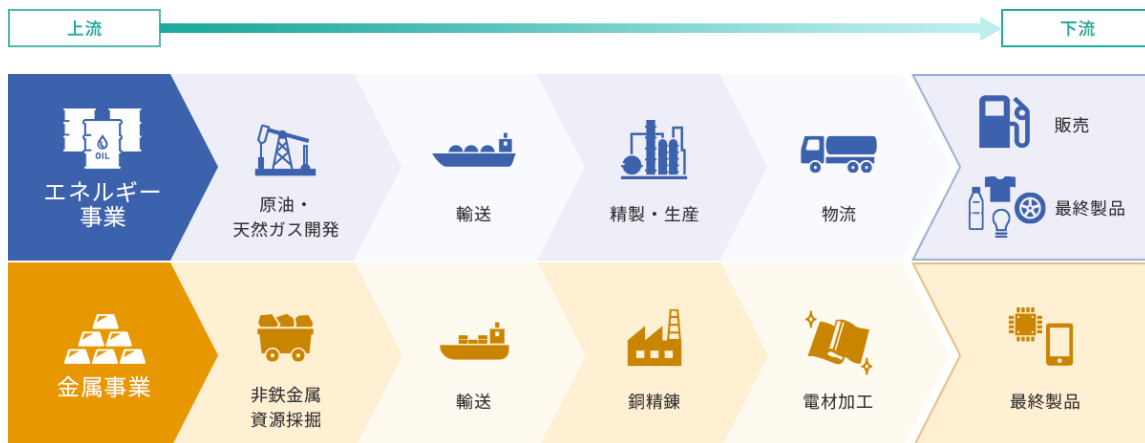 上流
下流
OIL
エネルギー
事業
原油・
天然ガス開発
輸送
精製・生産
物流
販売
最終製品
金属事業
非鉄金属
資源採掘
輸送
銅精錬
電材加工
最終製品